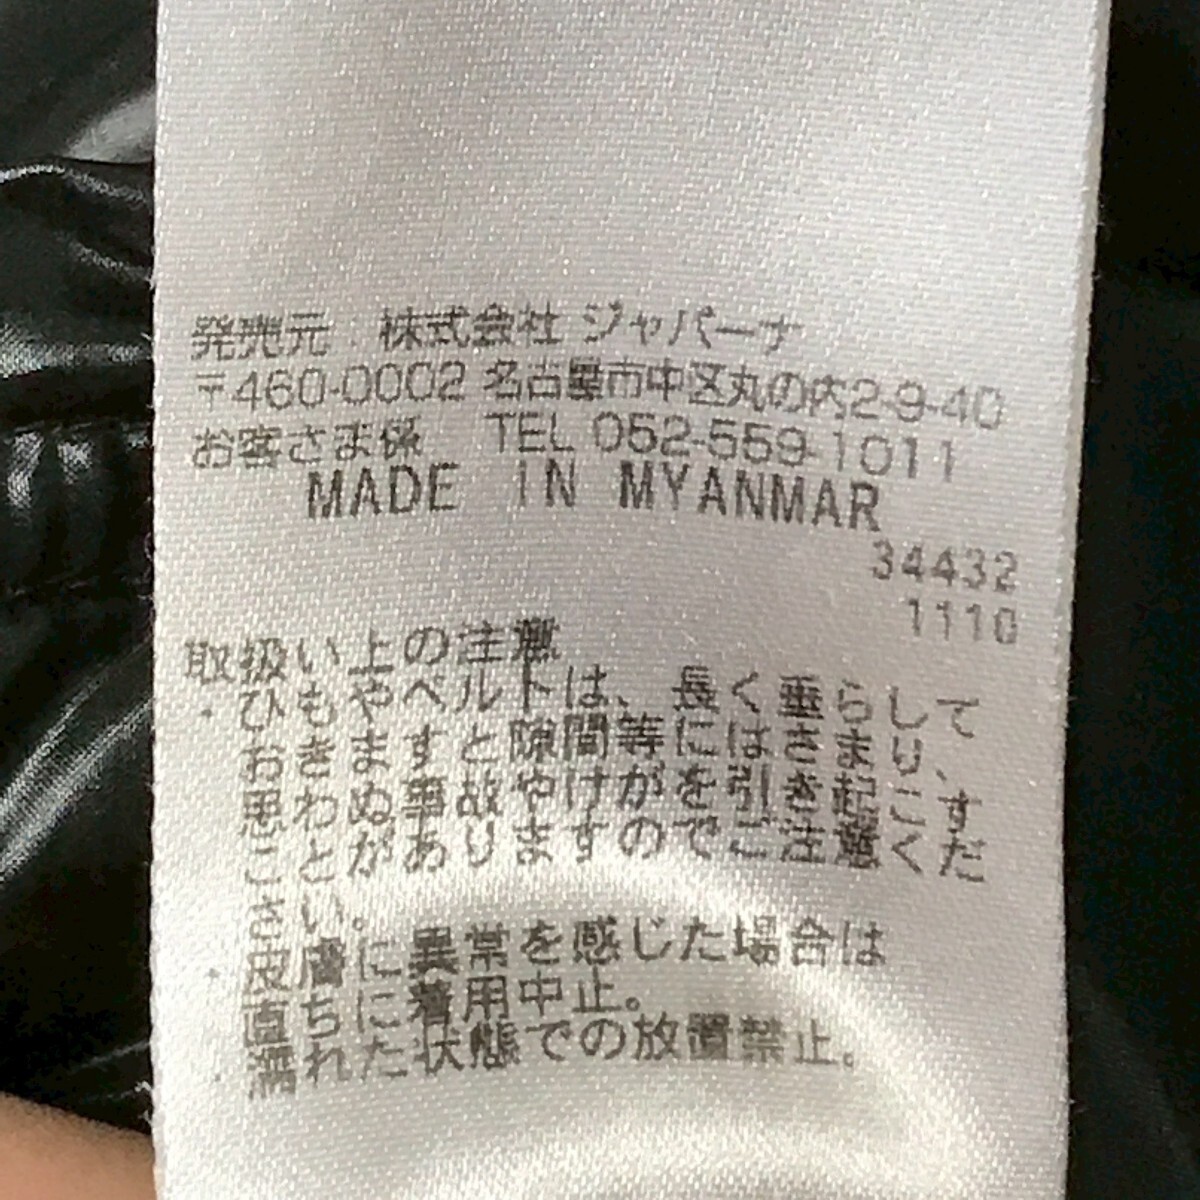 発売元：株式会社 ジャパーナ
〒460-0002 名古屋市中区丸の内2-9-40
お客さま係 TEL 052-559-1011
MADE IN MYANMAR
34432
1110
取扱い上の注意
・ひもやベルトは、長く垂らして
おきますと隙間等にはさまり、
思わぬ事故やけがを引き起こす
ことがありますのでご注意くだ
さい。
・皮膚に異常を感じた場合は
直ちに着用中止。
・濡れた状態での放置禁止。